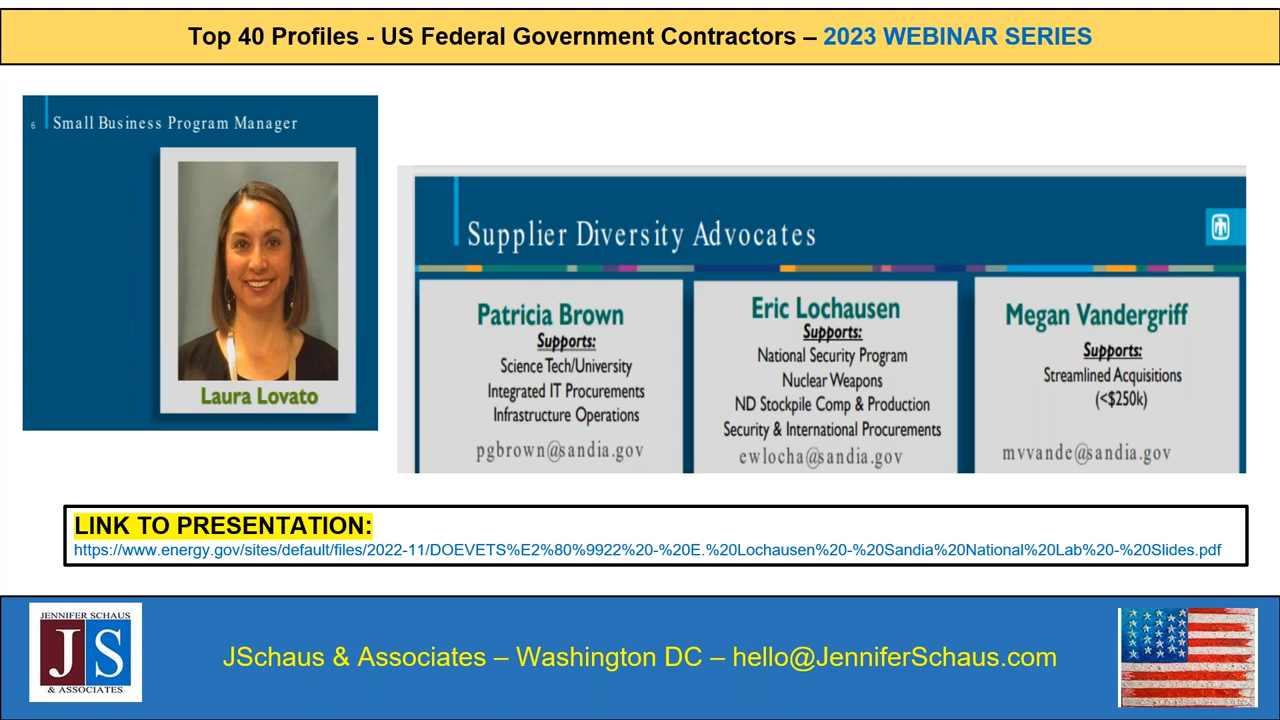 Top 40 Profiles - US Federal Government Contractors – 2023 WEBINAR SERIES
6
Small Business Program Manager
Laura Lovato
Supplier Diversity Advocates
Patricia Brown
Supports:
Science Tech/University
Integrated IT Procurements
Infrastructure Operations
pgbrown@sandia.gov
Eric Lochausen
Supports:
National Security Program
Nuclear Weapons
ND Stockpile Comp & Production
Security & International Procurements
ewlocha@sandia.gov
Megan Vandergriff
Supports:
Streamlined Acquisitions
(<$250k)
mvvande@sandia.gov
LINK TO PRESENTATION:
https://www.energy.gov/sites/default/files/2022-11/DOEVETS%E2%80%9922%20-%20E.%20Lochausen%20-%20Sandia%20National%20Lab%20-%20Slides.pdf
JENNIFER SCHAUS
JS
& ASSOCIATES
JSchaus & Associates – Washington DC – hello@JenniferSchaus.com